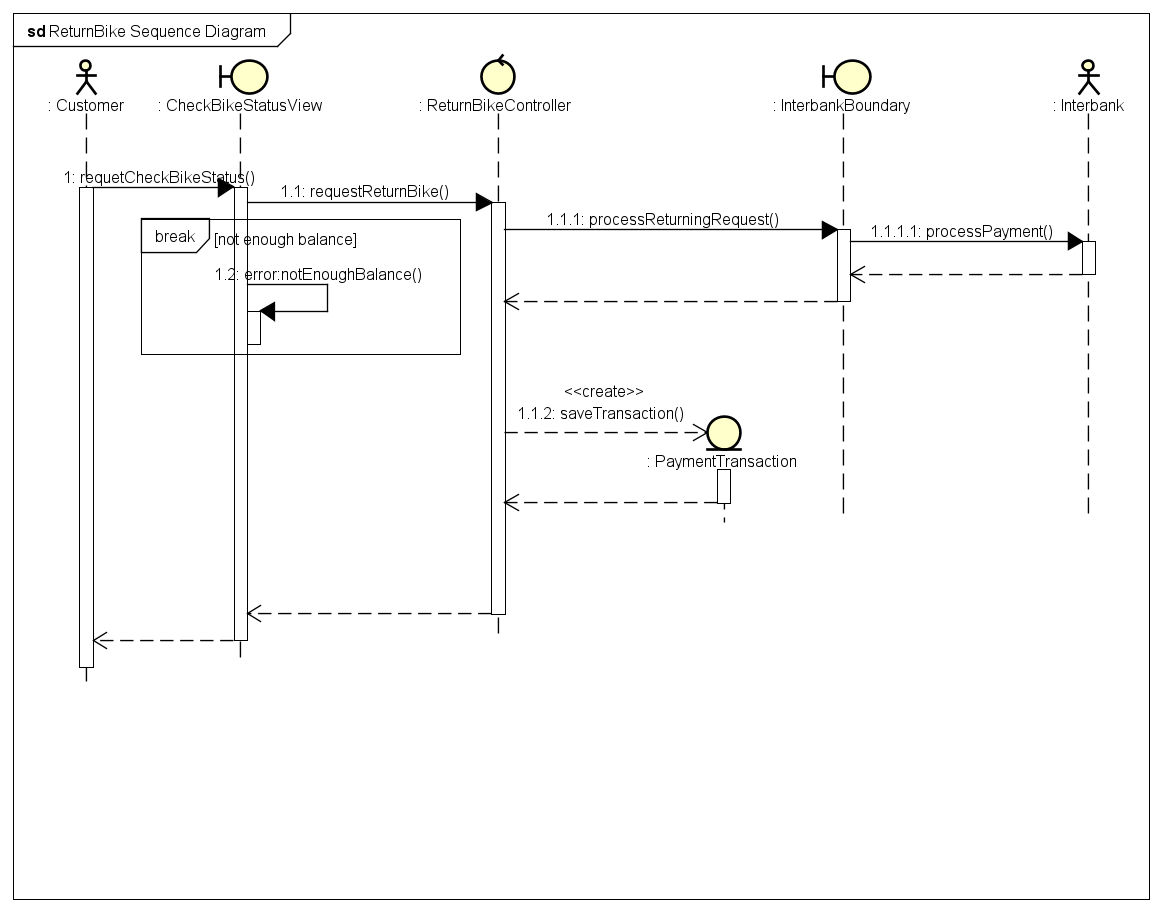 sd ReturnBike Sequence Diagram
: Customer
: CheckBikeStatusView
: ReturnBikeController
: InterbankBoundary
: Interbank
1: requetCheckBikeStatus()
1.1: requestReturnBike()
1.1.1: processReturningRequest()
1.1.1.1: processPayment()
break
[not enough balance]
1.2: error:notEnoughBalance()
<<create>>
1.1.2: saveTransaction()
: PaymentTransaction